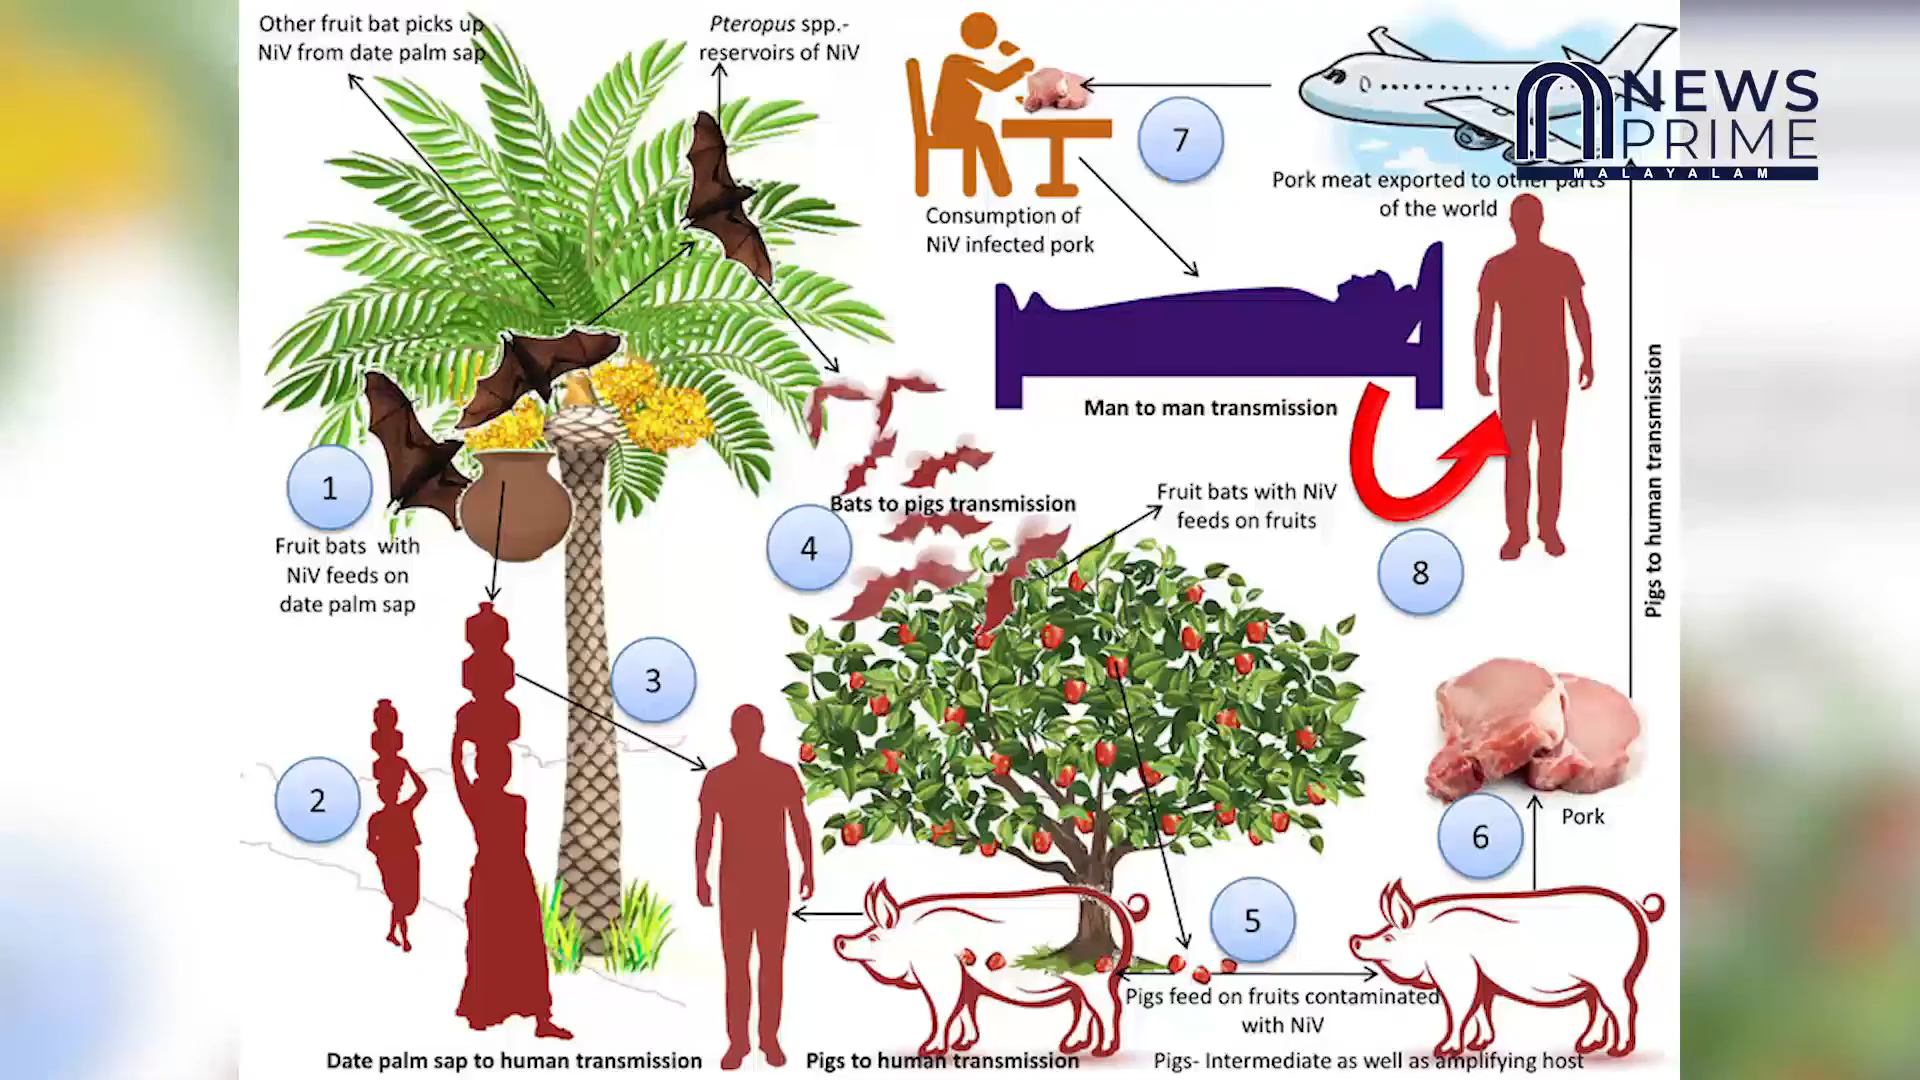 Other fruit bat picks up
NiV from date palm sap
Pteropus spp.-
reservoirs of NiV
NEWS
PRIME
MALAYALAM
7
Pork meat exported to other parts
of the world
Consumption of
NiV infected pork
Man to man transmission
Pigs to human transmission
1
Fruit bats with
NiV feeds on
date palm sap
Bats to pigs transmission
4
Fruit bats with NiV
feeds on fruits
8
3
2
6
Pork
5
Pigs feed on fruits contaminated
with NiV
Date palm sap to human transmission
Pigs to human transmission
Pigs- Intermediate as well as amplifying host